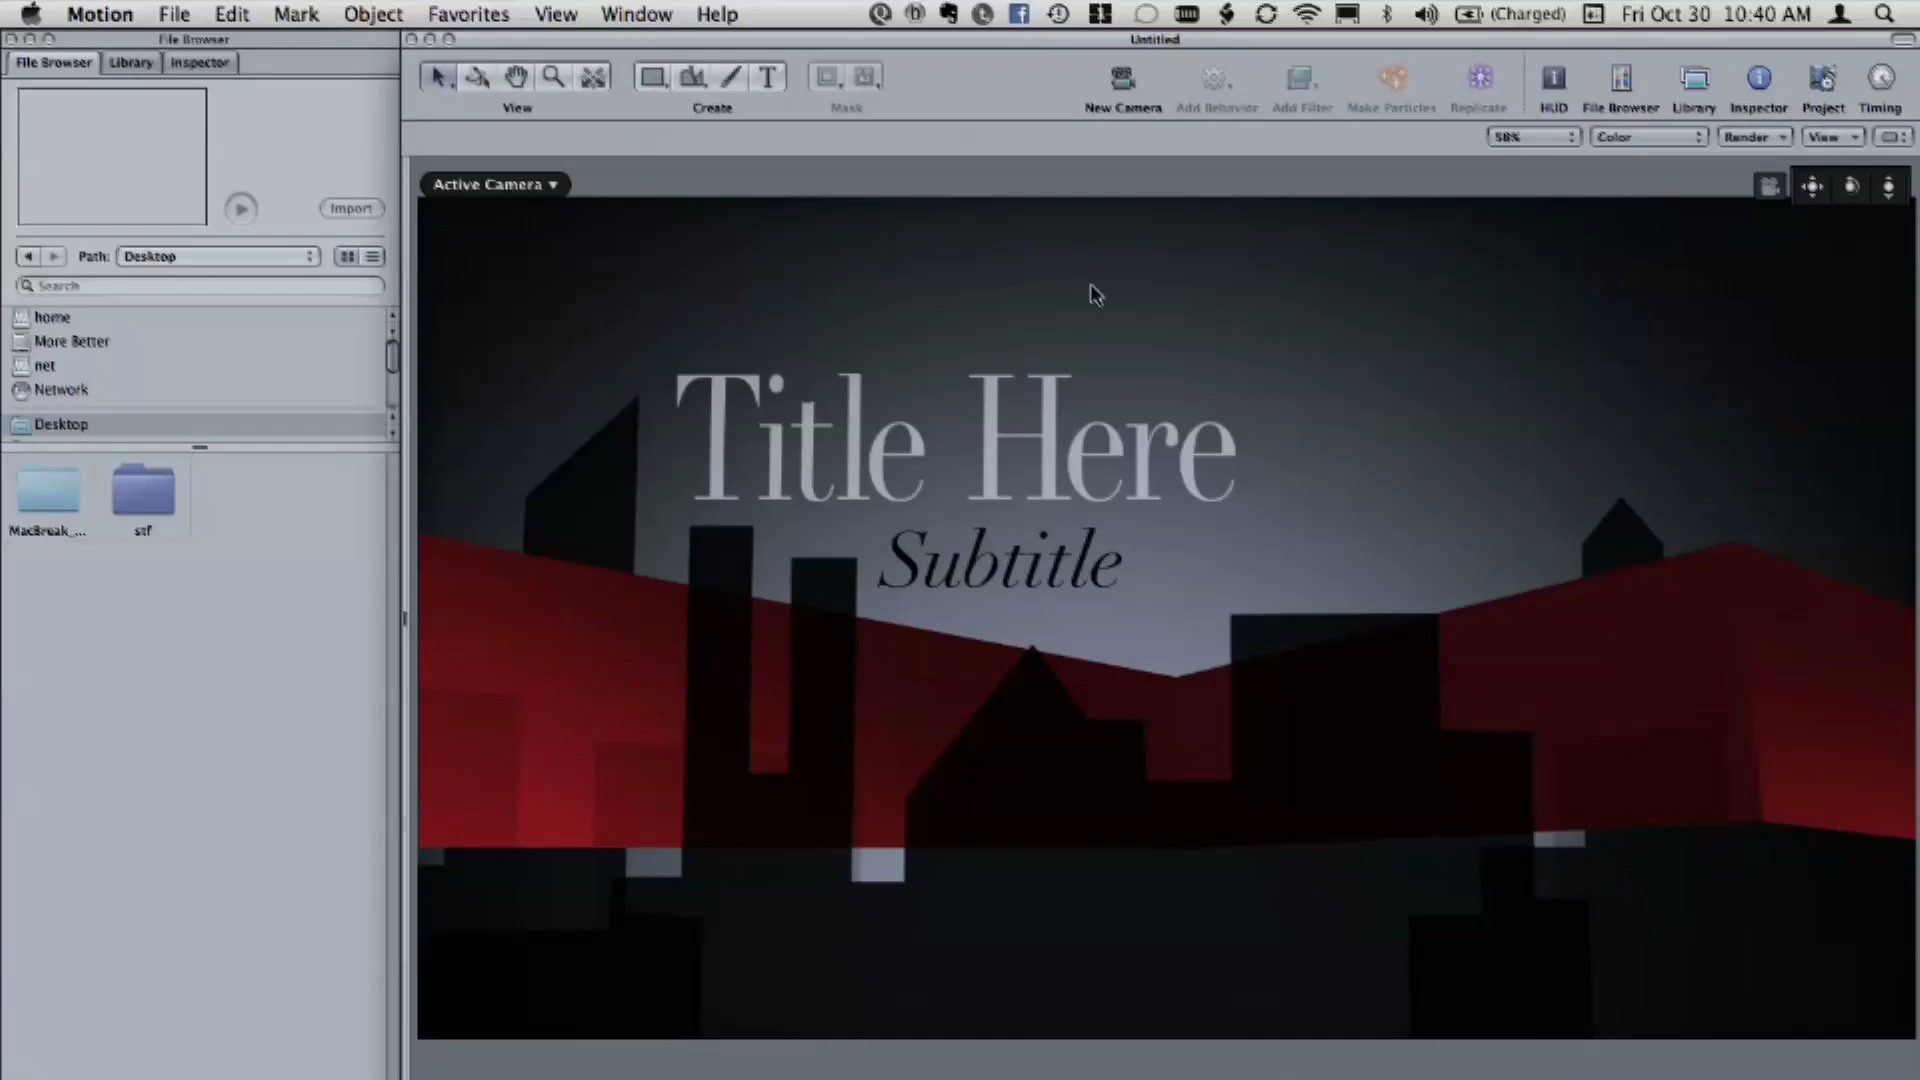 Motion File Edit Mark Object Favorites View Window Help (Charged) Fri Oct 30 10:40 AM
File Browser
Untitled
File Browser Library Inspector
View Create Mask New Camera Add Behavior Add Filter Make Particles Replicate HUD File Browser Library Inspector Project Timing
58% Color Render View
Active Camera
Import
Path: Desktop
Search
home
More Better
net
Network
Desktop
MacBreak_... stf
Title Here
Subtitle